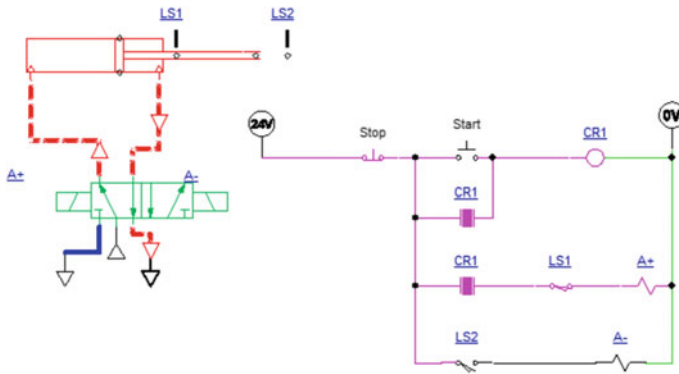 LS1 LS2
24V 0V
Stop Start CR1
A+ A-
CR1
CR1 LS1 A+
LS2 A-